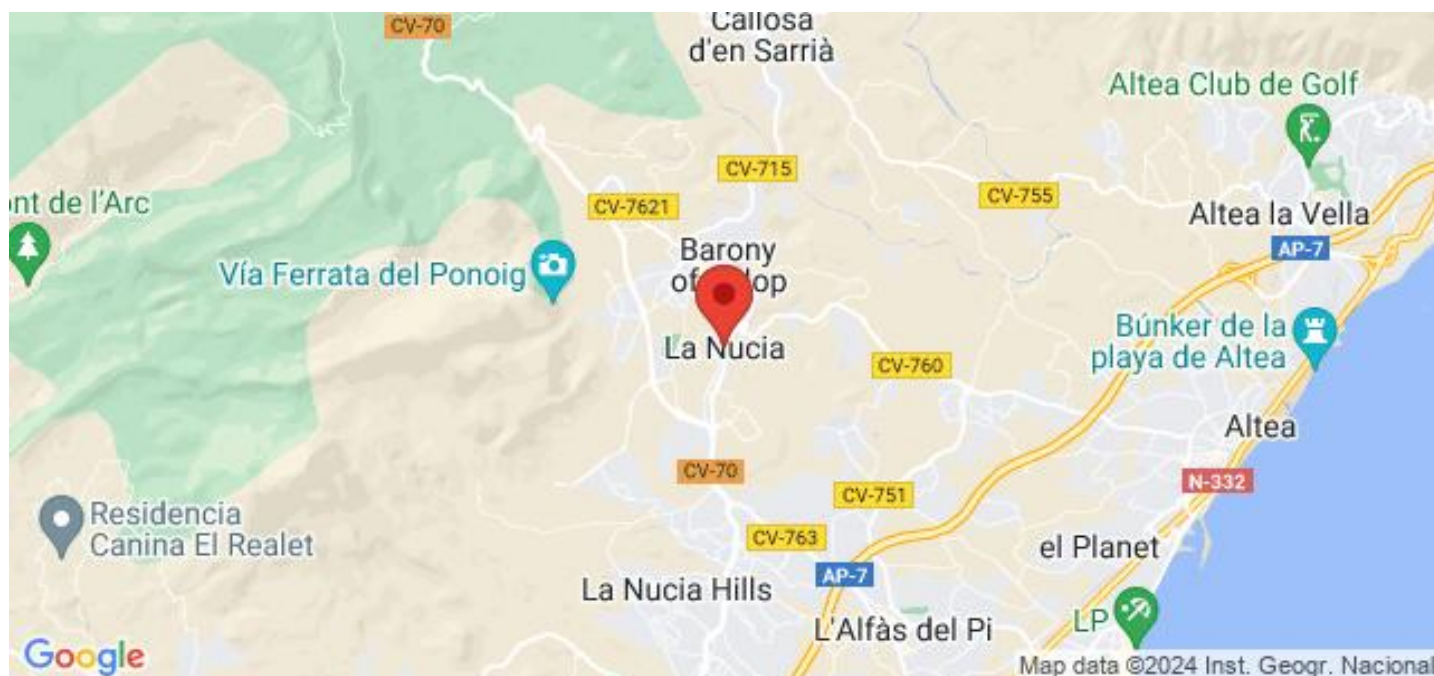 CV-70
Callosa
d'en Sarrià
Altea Club de Golf
CV-715
CV-755
ont de l'Arc
CV-7621
Altea la Vella
AP-7
Barony
Vía Ferrata del Ponoig
Búnker de la
playa de Altea
La Nucia
CV-760
Altea
CV-70
N-332
CV-751
Residencia
Canina El Realet
CV-763
el Planet
AP-7
La Nucia Hills
L'Alfàs del Pi
LP
Google
Map data ©2024 Inst. Geogr. Nacional